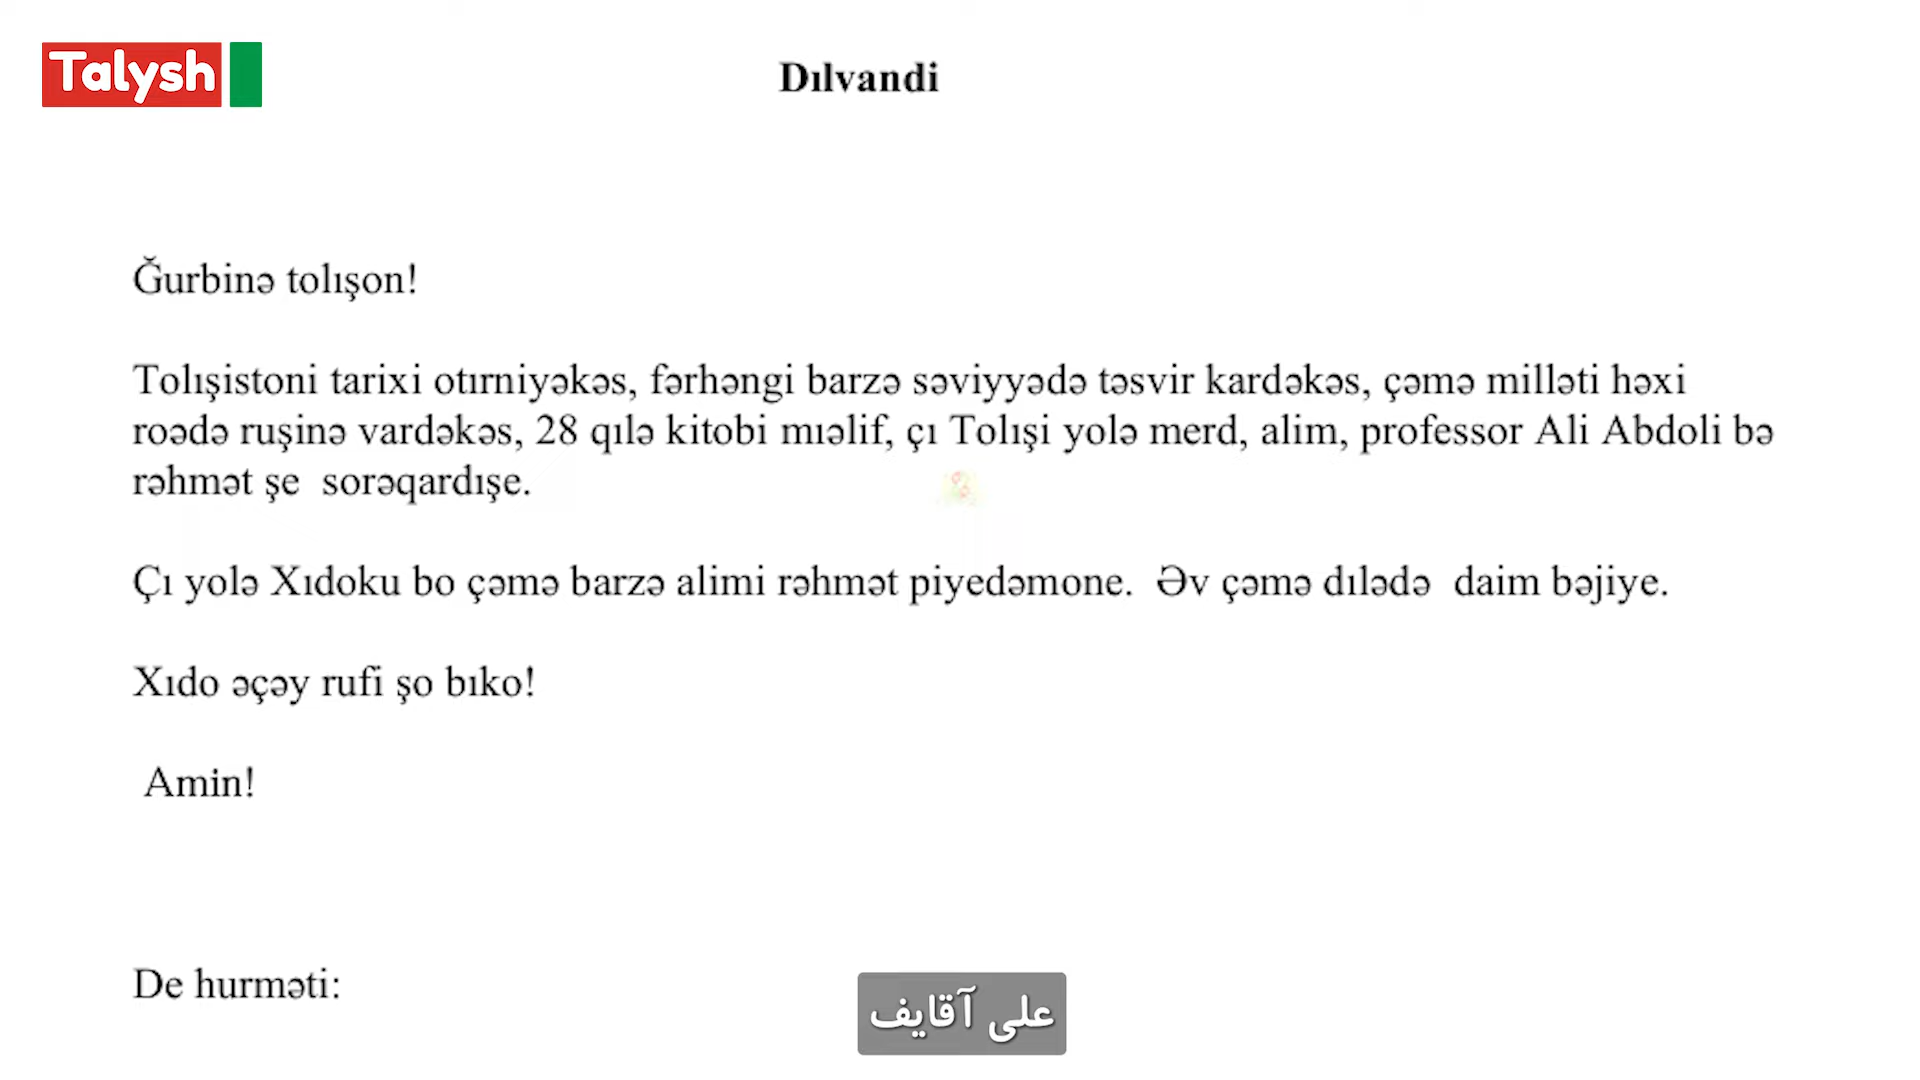 Talysh
Dılvandi
Ğurbinə tolışon!
Tolışistoni tarixi otırniyəkəs, fərhəngi barzə səviyyədə təsvir kardəkəs, çəmə milləti həxi
roədə ruşinə vardəkəs, 28 qılə kitobi mıəlif, çı Tolışi yolə merd, alim, professor Ali Abdoli bə
rəhmət şe sorəqardışe.
Çı yolə Xıdoku bo çəmə barzə alimi rəhmət piyedəmone. Əv çəmə dılədə daim bəjiye.
Xıdo əçəy rufi şo bıko!
Amin!
De hurməti:
علی آقایف